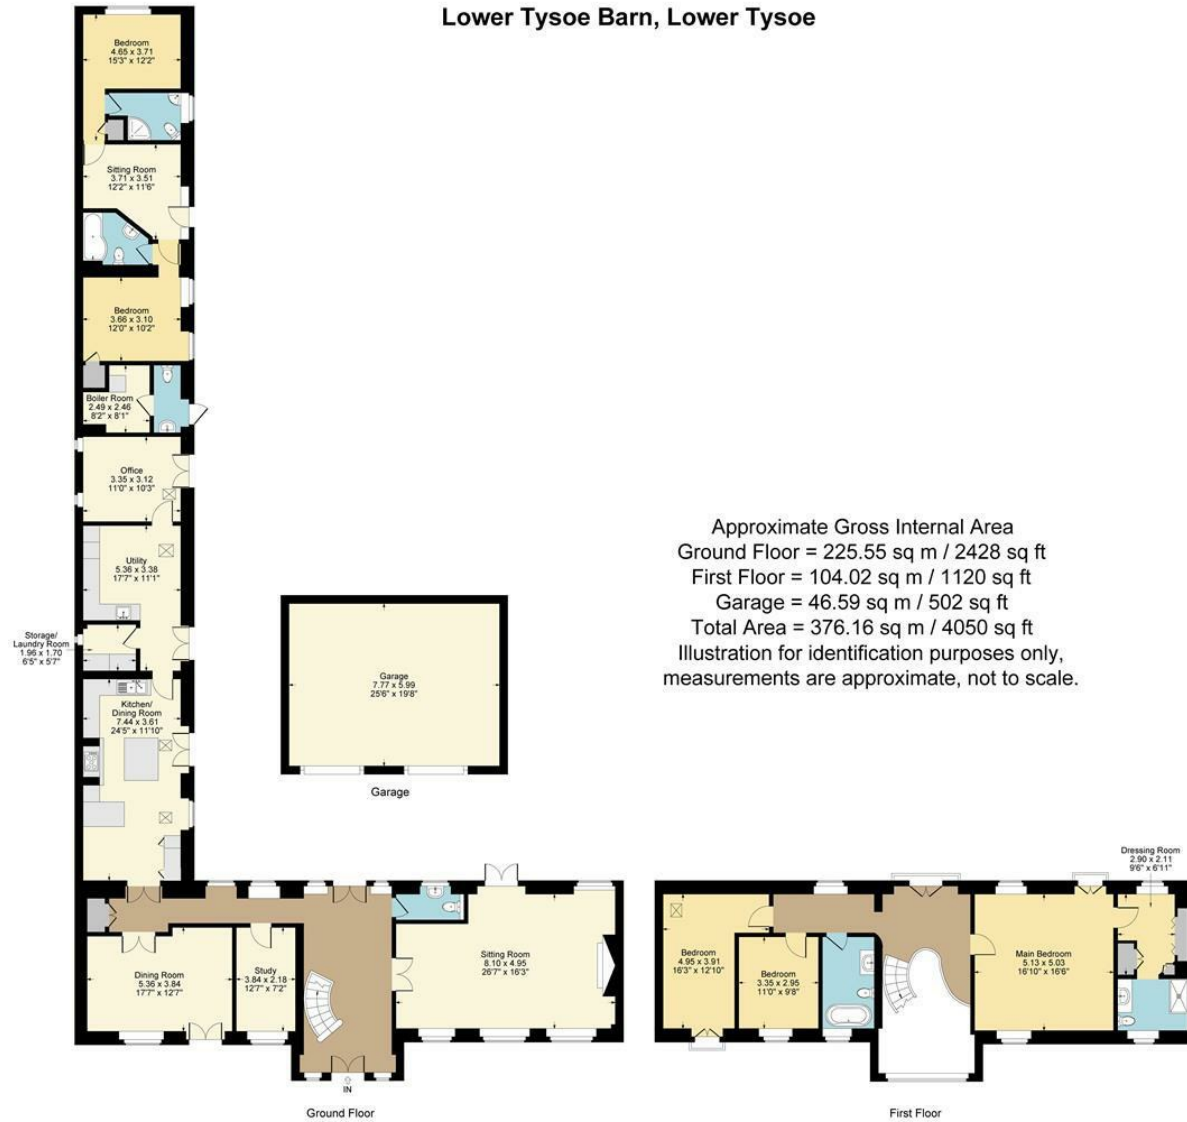 Lower Tysoe Barn, Lower Tysoe
Bedroom
4.65 x 3.71
15'3" x 12'2"
Sitting Room
3.71 x 3.51
12'2" x 11'6"
Bedroom
3.66 x 3.10
12'0" x 10'2"
Boiler Room
2.49 x 2.46
8'2" x 8'1"
Office
3.35 x 3.12
11'0" x 10'3"
Utility
5.36 x 3.38
17'7" x 11'1"
Storage/
Laundry Room
1.96 x 1.70
6'5" x 5'7"
Kitchen/
Dining Room
7.44 x 3.61
24'5" x 11'10"
Garage
7.77 x 5.99
25'6" x 19'8"
Garage
Approximate Gross Internal Area
Ground Floor = 225.55 sq m / 2428 sq ft
First Floor = 104.02 sq m / 1120 sq ft
Garage = 46.59 sq m / 502 sq ft
Total Area = 376.16 sq m / 4050 sq ft
Illustration for identification purposes only,
measurements are approximate, not to scale.
Dining Room
5.36 x 3.84
17'7" x 12'7"
Study
3.84 x 2.18
12'7" x 7'2"
Sitting Room
8.10 x 4.95
26'7" x 16'3"
IN
Ground Floor
Dressing Room
2.90 x 2.11
9'6" x 6'11"
Bedroom
4.95 x 3.91
16'3" x 12'10"
Bedroom
3.35 x 2.95
11'0" x 9'8"
Main Bedroom
5.13 x 5.03
16'10" x 16'6"
First Floor